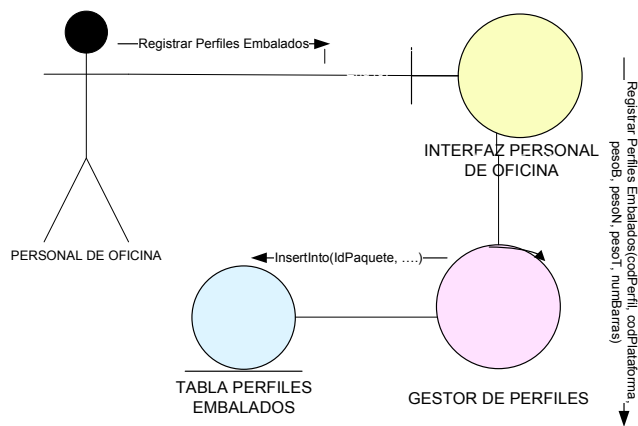 Registrar Perfiles Embalados
INTERFAZ PERSONAL
DE OFICINA
PERSONAL DE OFICINA
Registrar Perfiles Embalados(codPerfil, codPlataforma,
pesoB, pesoN, pesoT, numBarras)
InsertInto(IdPaquete, ….)
TABLA PERFILES
EMBALADOS
GESTOR DE PERFILES